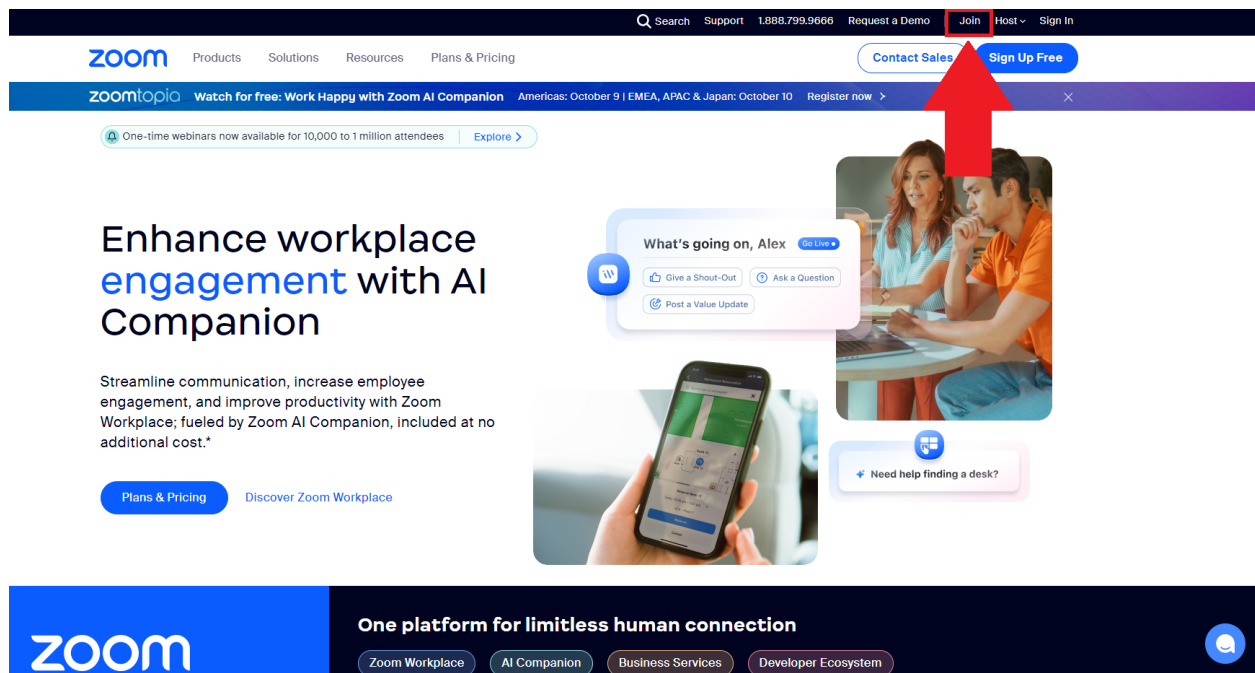 Search Support 1.888.799.9666 Request a Demo Join Host Sign In
zoom Products Solutions Resources Plans & Pricing Contact Sales Sign Up Free
zoomtopia Watch for free: Work Happy with Zoom AI Companion Americas: October 9 | EMEA, APAC & Japan: October 10 Register now
One-time webinars now available for 10,000 to 1 million attendees Explore
Enhance workplace
engagement with AI
Companion
Streamline communication, increase employee
engagement, and improve productivity with Zoom
Workplace; fueled by Zoom AI Companion, included at no
additional cost.*
Plans & Pricing Discover Zoom Workplace
What's going on, Alex Go Live
Give a Shout-Out Ask a Question
Post a Value Update
Need help finding a desk?
zoom
One platform for limitless human connection
Zoom Workplace AI Companion Business Services Developer Ecosystem